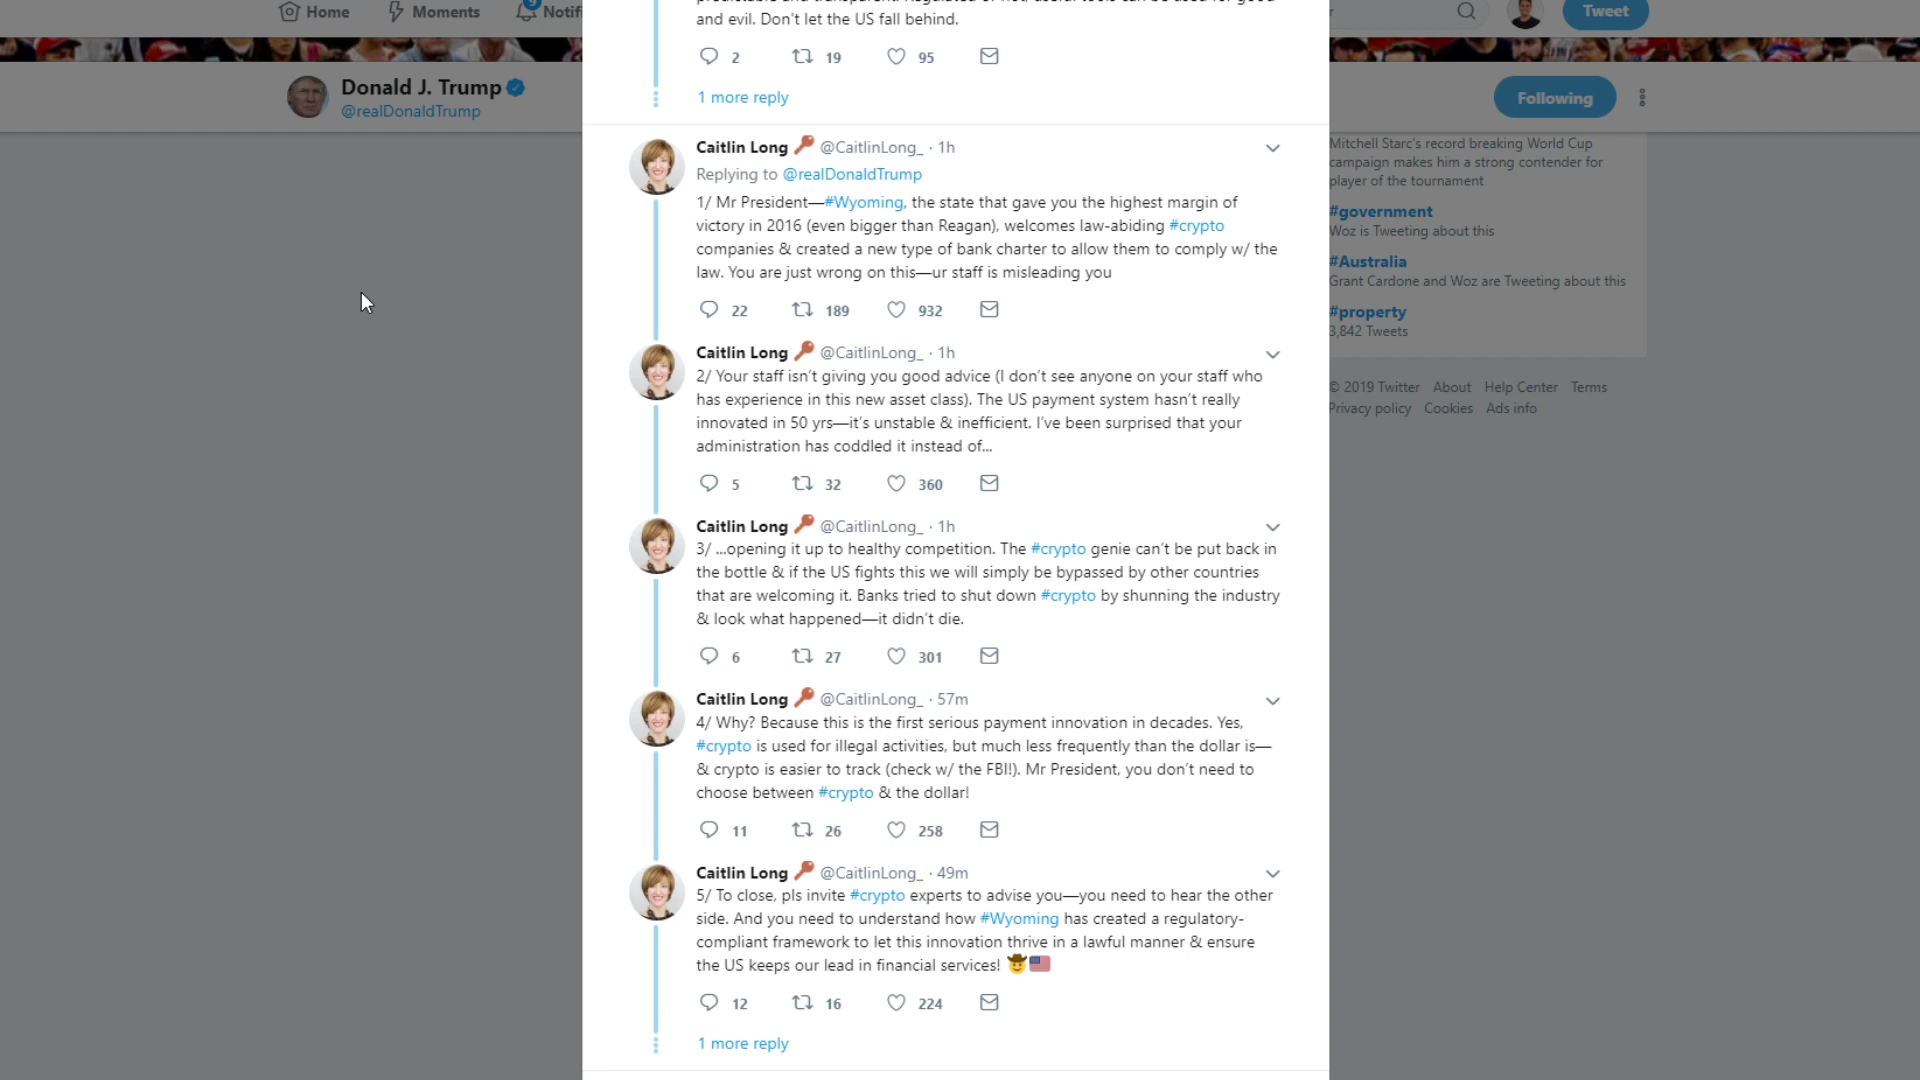 Home
Moments
9
Notifi
Tweet
Donald J. Trump
@realDonaldTrump
Following
and evil. Don't let the US fall behind.
2 19 95
1 more reply
Caitlin Long @CaitlinLong_ · 1h
Replying to @realDonaldTrump
1/ Mr President—#Wyoming, the state that gave you the highest margin of
victory in 2016 (even bigger than Reagan), welcomes law-abiding #crypto
companies & created a new type of bank charter to allow them to comply w/ the
law. You are just wrong on this—ur staff is misleading you
22 189 932
Caitlin Long @CaitlinLong_ · 1h
2/ Your staff isn't giving you good advice (I don't see anyone on your staff who
has experience in this new asset class). The US payment system hasn't really
innovated in 50 yrs—it's unstable & inefficient. I've been surprised that your
administration has coddled it instead of...
5 32 360
Caitlin Long @CaitlinLong_ · 1h
3/ ...opening it up to healthy competition. The #crypto genie can't be put back in
the bottle & if the US fights this we will simply be bypassed by other countries
that are welcoming it. Banks tried to shut down #crypto by shunning the industry
& look what happened—it didn't die.
6 27 301
Caitlin Long @CaitlinLong_ · 57m
4/ Why? Because this is the first serious payment innovation in decades. Yes,
#crypto is used for illegal activities, but much less frequently than the dollar is—
& crypto is easier to track (check w/ the FBI!). Mr President, you don't need to
choose between #crypto & the dollar!
11 26 258
Caitlin Long @CaitlinLong_ · 49m
5/ To close, pls invite #crypto experts to advise you—you need to hear the other
side. And you need to understand how #Wyoming has created a regulatory-
compliant framework to let this innovation thrive in a lawful manner & ensure
the US keeps our lead in financial services! 🤠🇺🇸
12 16 224
1 more reply
Mitchell Starc's record breaking World Cup
campaign makes him a strong contender for
player of the tournament
#government
Woz is Tweeting about this
#Australia
Grant Cardone and Woz are Tweeting about this
#property
3,842 Tweets
© 2019 Twitter About Help Center Terms
Privacy policy Cookies Ads info